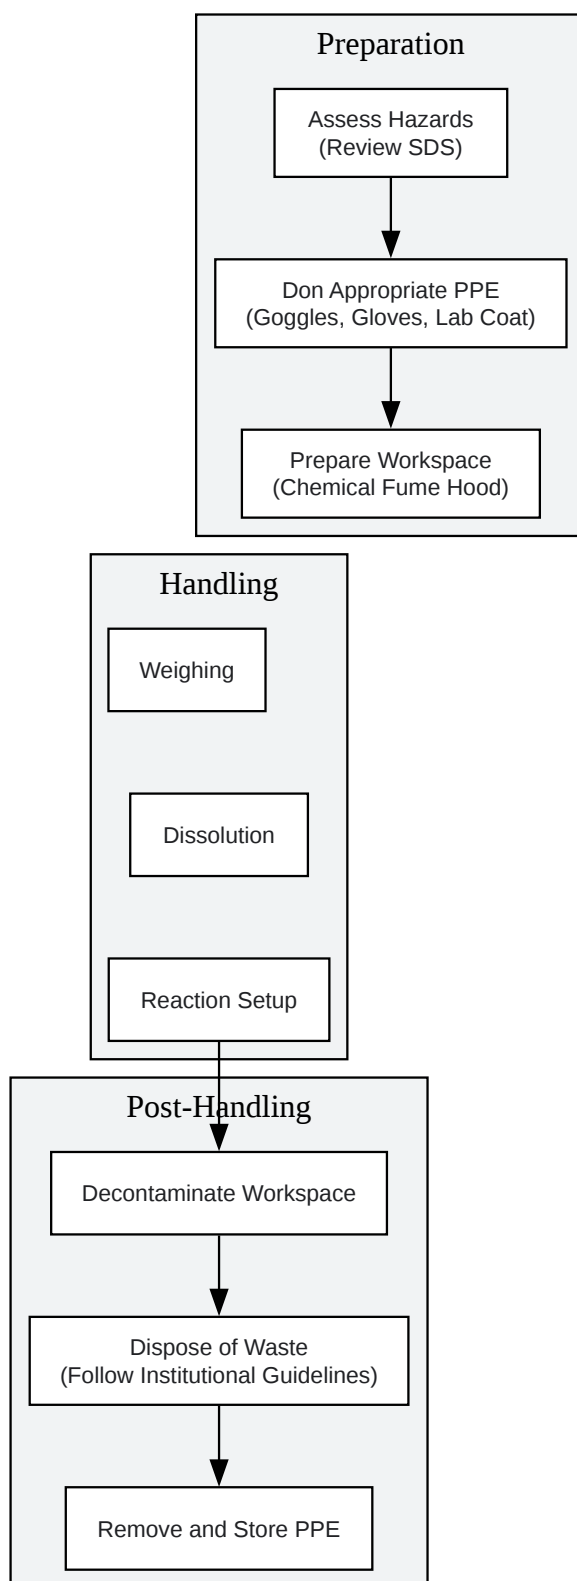 Preparation
Assess Hazards
(Review SDS)
Don Appropriate PPE
(Goggles, Gloves, Lab Coat)
Prepare Workspace
(Chemical Fume Hood)
Handling
Weighing
Dissolution
Reaction Setup
Post-Handling
Decontaminate Workspace
Dispose of Waste
(Follow Institutional Guidelines)
Remove and Store PPE